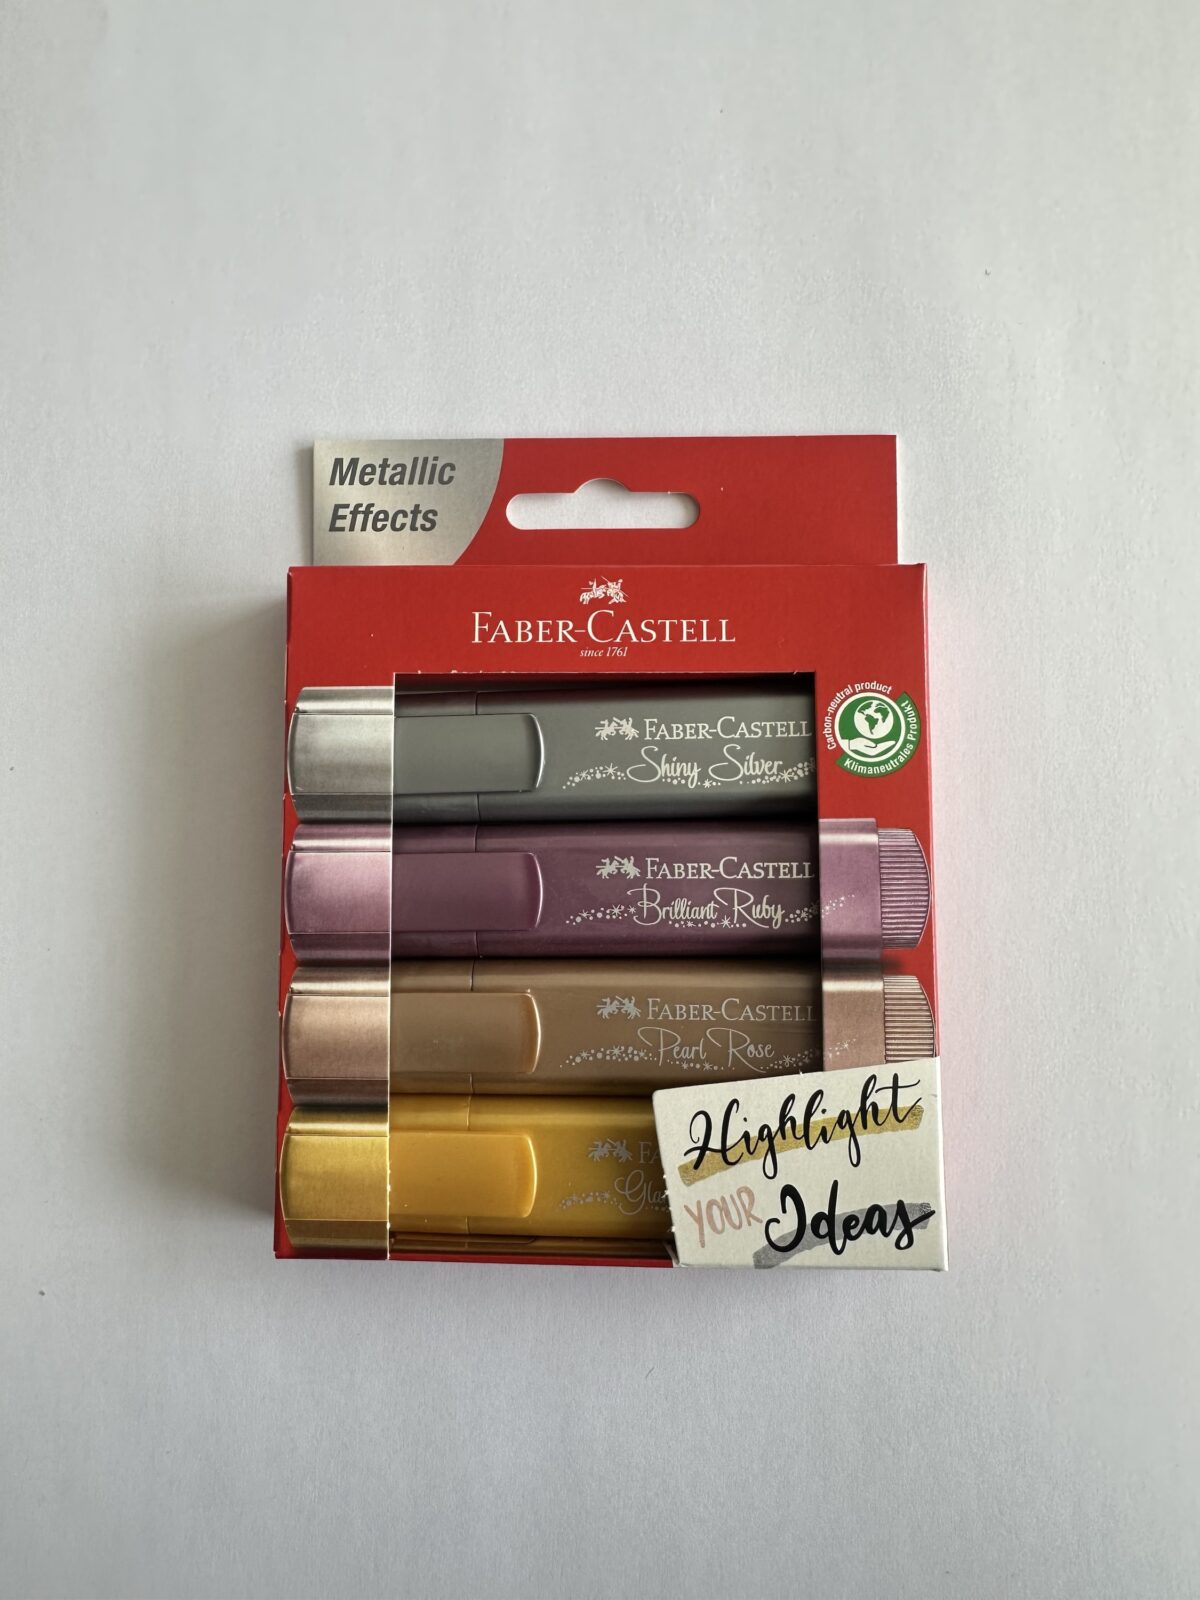 Metallic
Effects
FABER-CASTELL
since 1761
Carbon-neutral product
Klimaneutrales Produkt
FABER-CASTELL
Shiny Silver
FABER-CASTELL
Brilliant Ruby
FABER-CASTELL
Pearl Rose
Highlight
YOUR Ideas